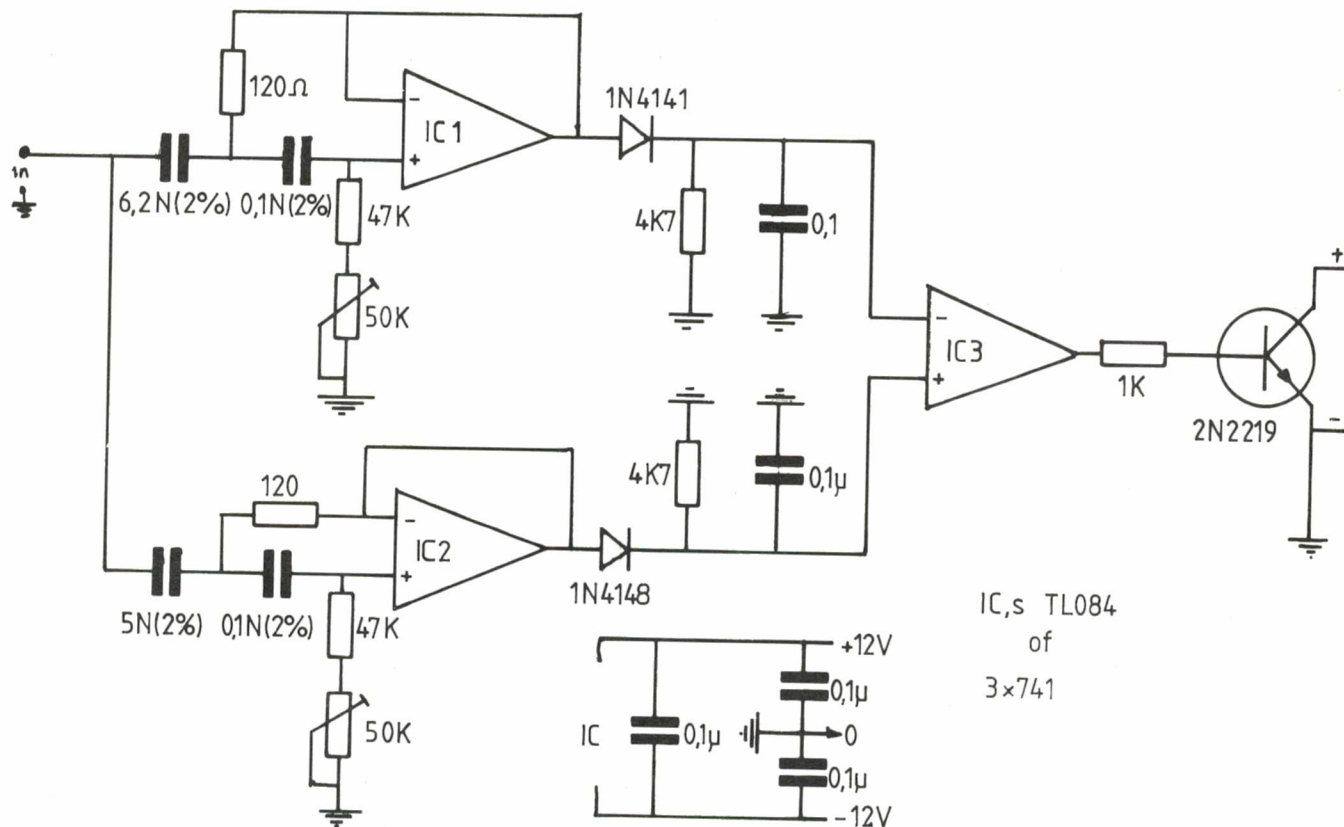 120Ω
1N4141
IC1
-
+
in
6,2N(2%)
0,1N(2%)
47K
4K7
0,1
50K
+
-
IC3
+
1K
-
2N2219
120
4K7
0,1µ
-
IC2
+
1N4148
5N(2%)
0,1N(2%)
47K
50K
IC,s TL084
of
3×741
+12V
0,1µ
IC
0,1µ
0
0,1µ
-12V